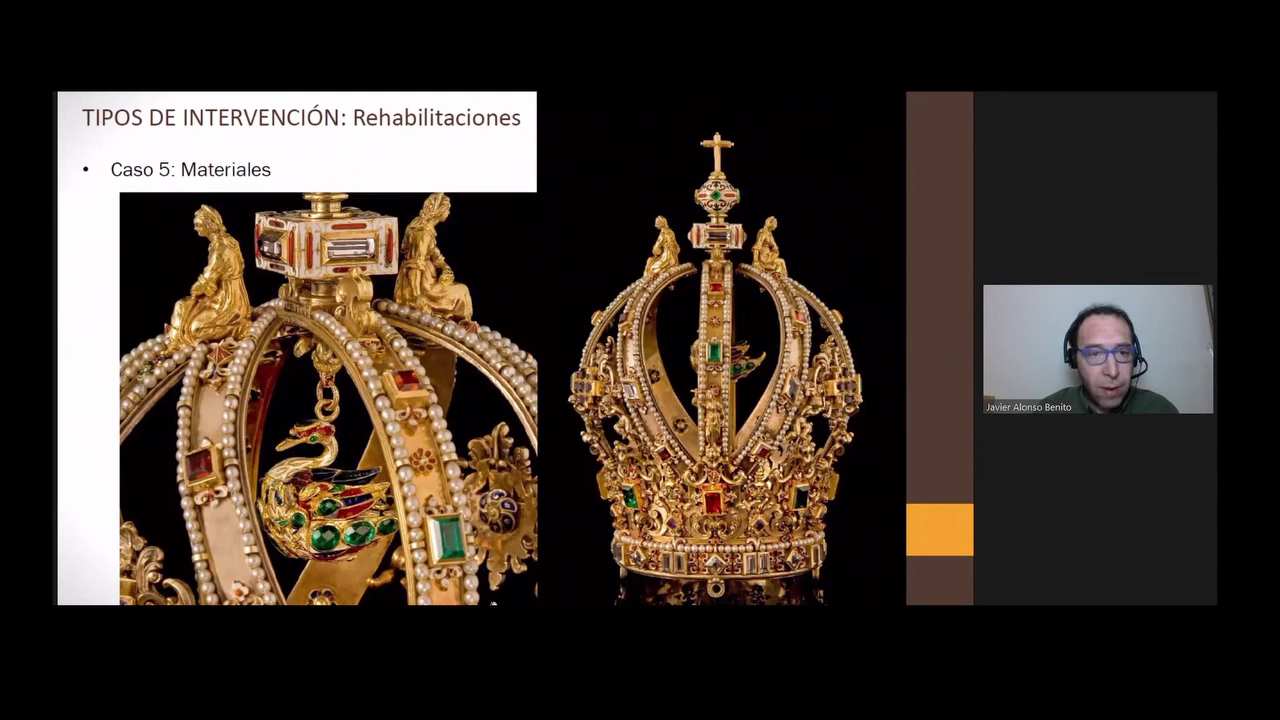 TIPOS DE INTERVENCIÓN: Rehabilitaciones
• Caso 5: Materiales
Javier Alonso Benito